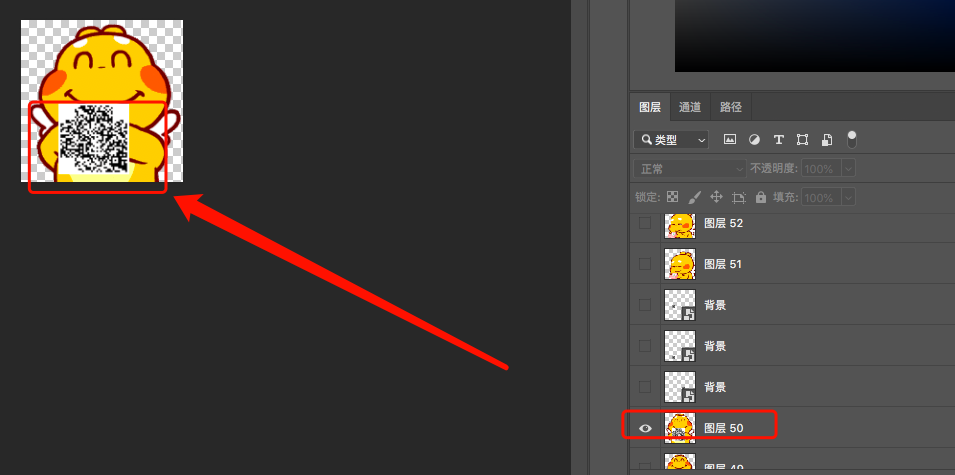 图层 通道 路径
类型
正常 不透明度: 100%
锁定: 填充: 100%
图层 52
图层 51
背景
背景
背景
图层 50
图层 49